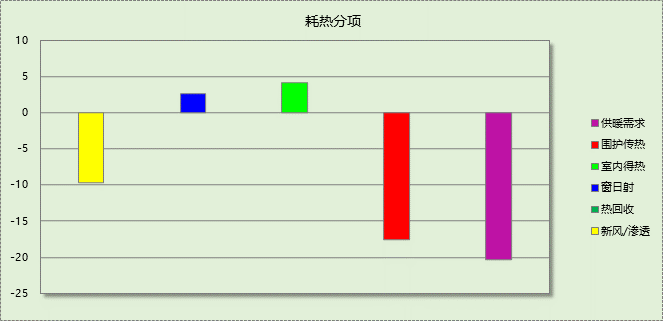 耗热分项
10
5
0
-5
-10
-15
-20
-25
供暖需求
围护传热
室内得热
窗日射
热回收
新风/渗透